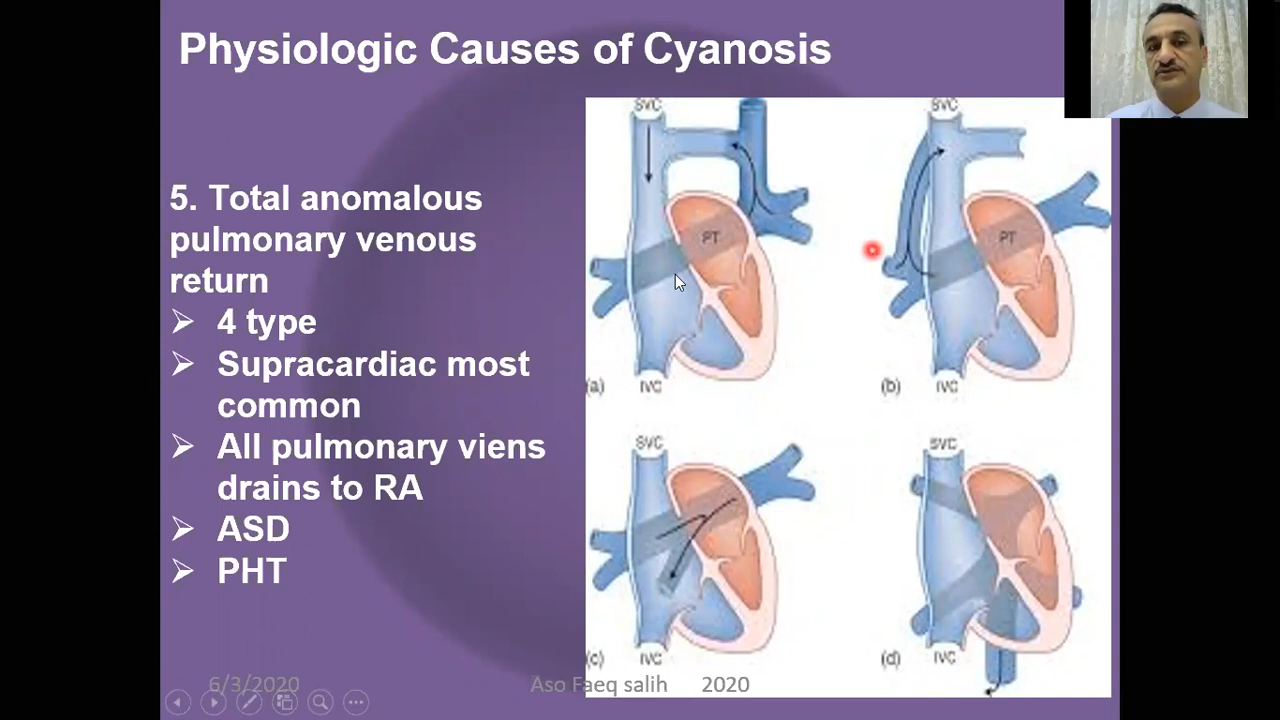 Physiologic Causes of Cyanosis
5. Total anomalous
pulmonary venous
return
4 type
Supracardiac most
common
All pulmonary viens
drains to RA
ASD
PHT
SVC
PT
(a)
IVC
SVC
PT
(b)
IVC
SVC
(c)
IVC
SVC
(d)
IVC
6/3/2020
Aso Faeq salih
2020